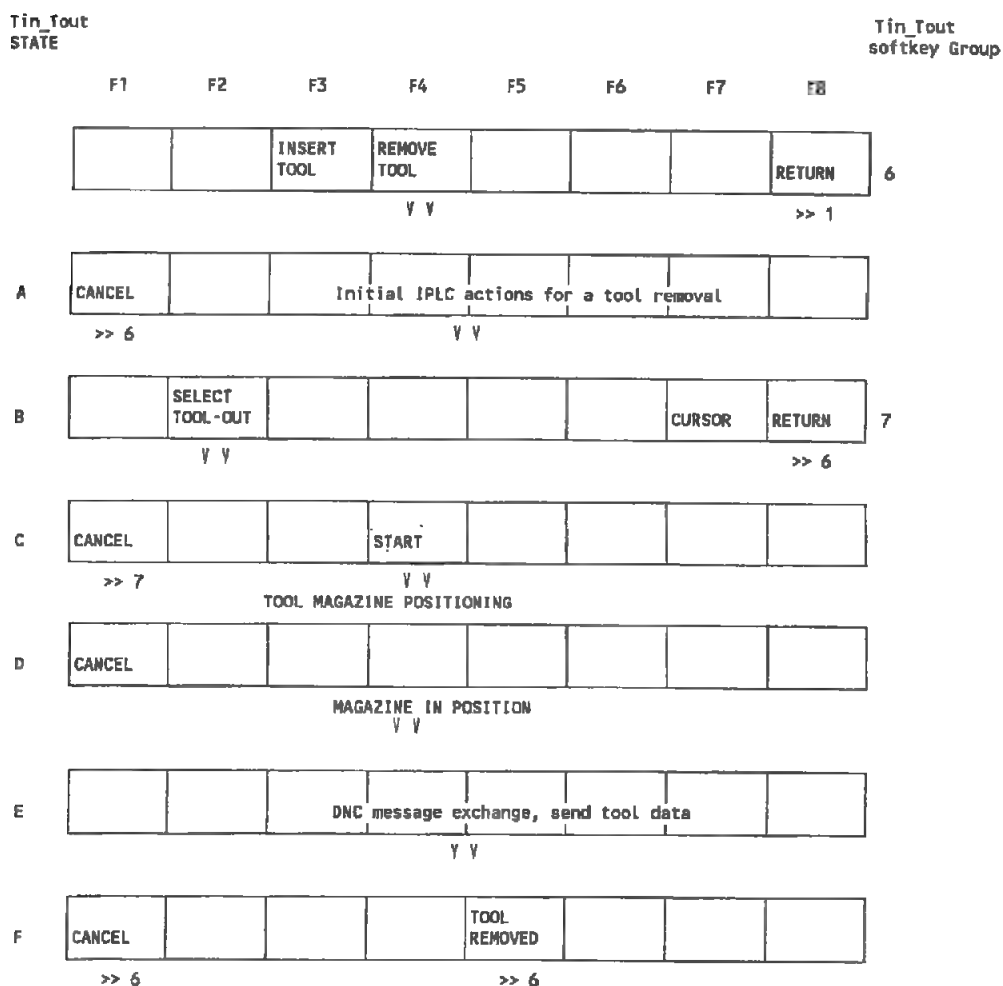 Tin_Tout
STATE
Tin_Tout
softkey Group
F1 F2 F3 F4 F5 F6 F7 F8
INSERT TOOL
REMOVE TOOL
RETURN
6
V V
>> 1
A
CANCEL
Initial IPLC actions for a tool removal
>> 6
V V
B
SELECT
TOOL-OUT
CURSOR
RETURN
7
V V
>> 6
C
CANCEL
START
>> 7
V V
TOOL MAGAZINE POSITIONING
D
CANCEL
MAGAZINE IN POSITION
V V
E
DNC message exchange, send tool data
V V
F
CANCEL
TOOL
REMOVED
>> 6
>> 6